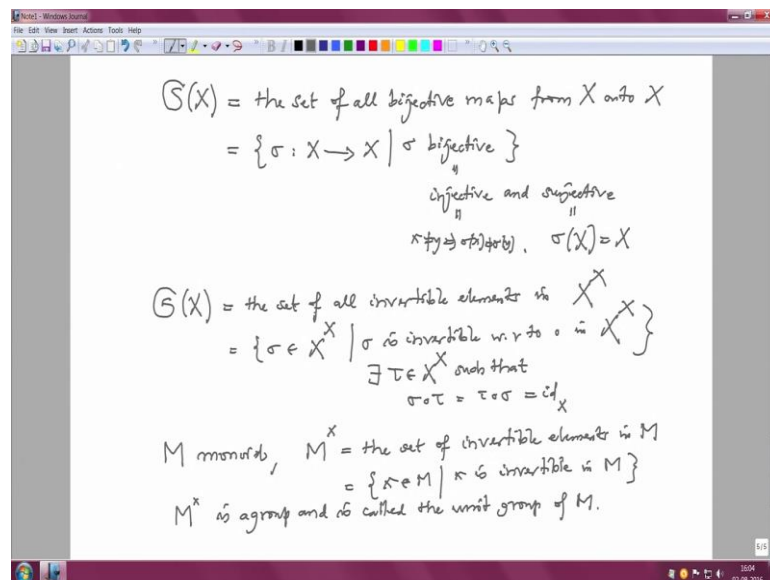 Note1 - Windows Journal
File Edit View Insert Actions Tools Help
𝔖(X) = the set of all bijective maps from X onto X
= { σ : X ⟶ X | σ bijective }
injective and surjective
x≠y ⇒ σ(x)≠σ(y), σ(X) = X
𝔖(X) = the set of all invertible elements in X^X
= { σ ∈ X^X | σ is invertible w.r to ∘ in X^X }
∃ τ ∈ X^X such that
σ∘τ = τ∘σ = id_X
M monoid, M^× = the set of invertible elements in M
= { x ∈ M | x is invertible in M }
M^× is a group and is called the unit group of M.
5/5
16:04
02-08-2016